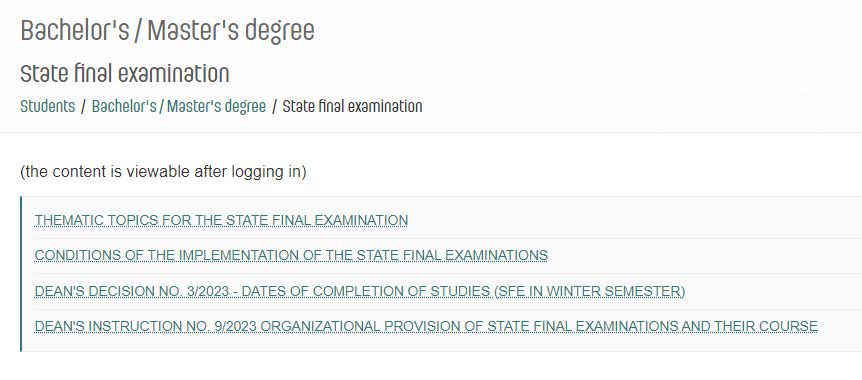 Bachelor's / Master's degree
State final examination
Students / Bachelor's / Master's degree / State final examination
(the content is viewable after logging in)
THEMATIC TOPICS FOR THE STATE FINAL EXAMINATION
CONDITIONS OF THE IMPLEMENTATION OF THE STATE FINAL EXAMINATIONS
DEAN'S DECISION NO. 3/2023 - DATES OF COMPLETION OF STUDIES (SFE IN WINTER SEMESTER)
DEAN'S INSTRUCTION NO. 9/2023 ORGANIZATIONAL PROVISION OF STATE FINAL EXAMINATIONS AND THEIR COURSE